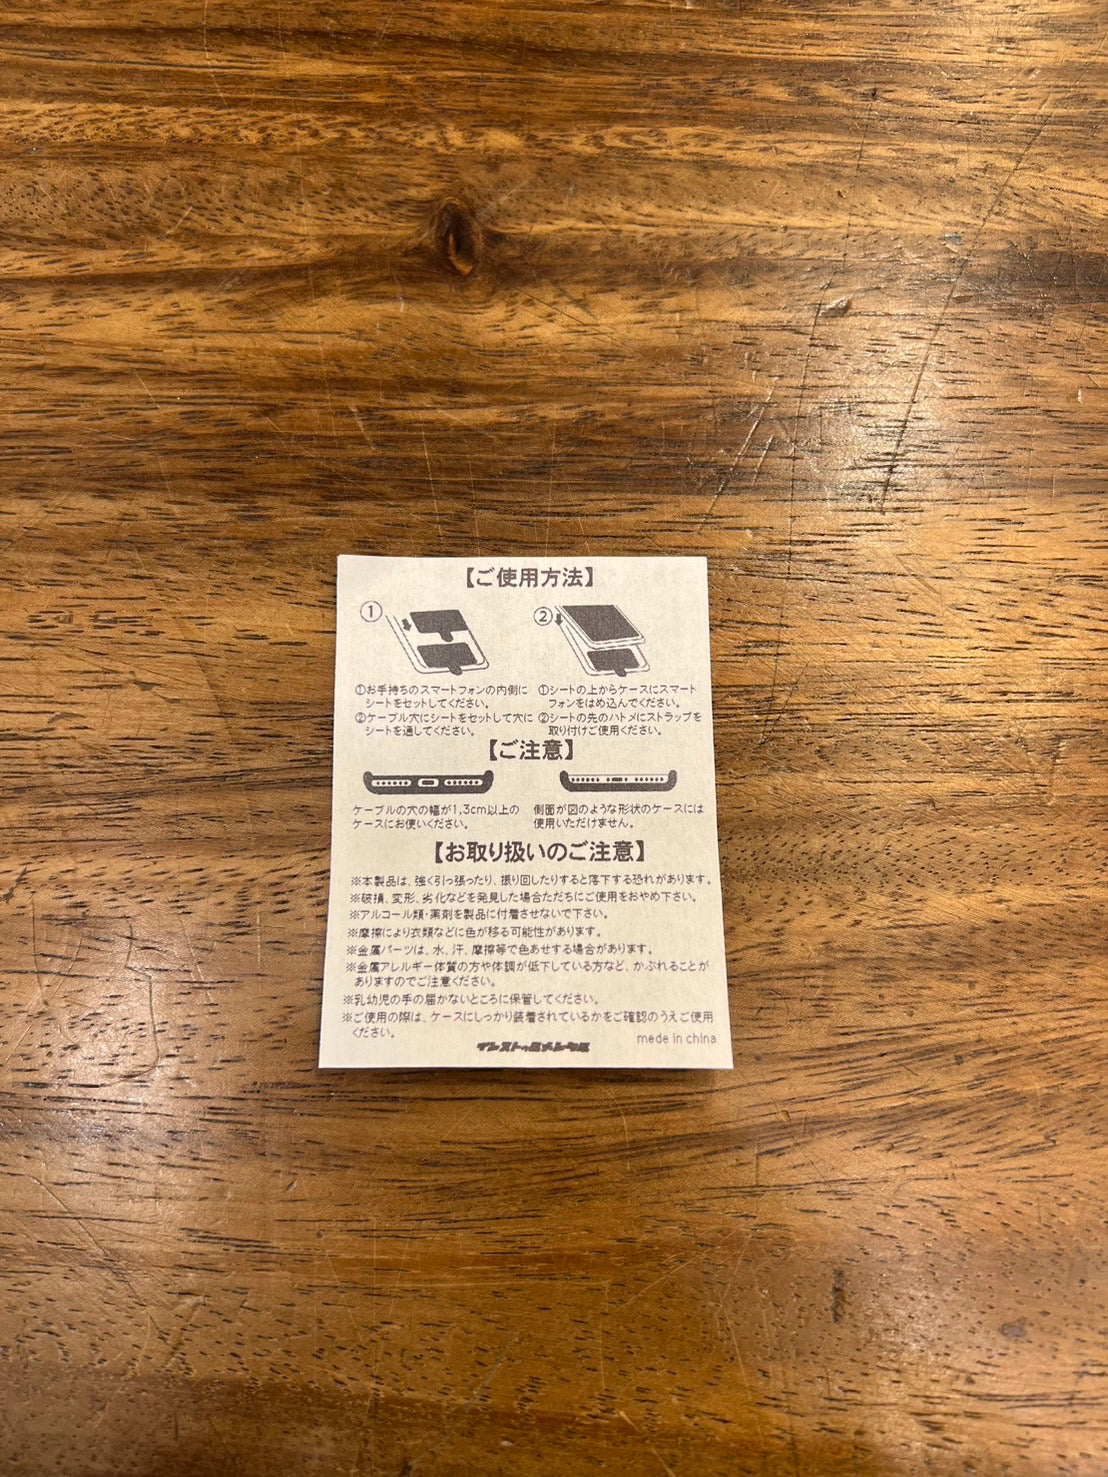 【ご使用方法】
① ②
①お手持ちのスマートフォンの内側に
シートをセットしてください。
②ケーブル穴にシートをセットして穴に
シートを通してください。
①シートの上からケースにスマート
フォンをはめ込んでください。
②シートの先のハトメにストラップを
取り付けご使用ください。
【ご注意】
ケーブルの穴の幅が1.3cm以上の
ケースにお使いください。
側面が図のような形状のケースには
使用いただけません。
【お取り扱いのご注意】
※本製品は、強く引っ張ったり、振り回したりすると落下する恐れがあります。
※破損、変形、劣化などを発見した場合ただちにご使用をおやめ下さい。
※アルコール類・薬剤を製品に付着させないで下さい。
※摩擦により衣類などに色が移る可能性があります。
※金属パーツは、水、汗、摩擦等で色あせする場合があります。
※金属アレルギー体質の方や体調が低下している方など、かぶれることが
ありますのでご注意ください。
※乳幼児の手の届かないところに保管してください。
※ご使用の際は、ケースにしっかり装着されているかをご確認のうえご使用
ください。
mede in china